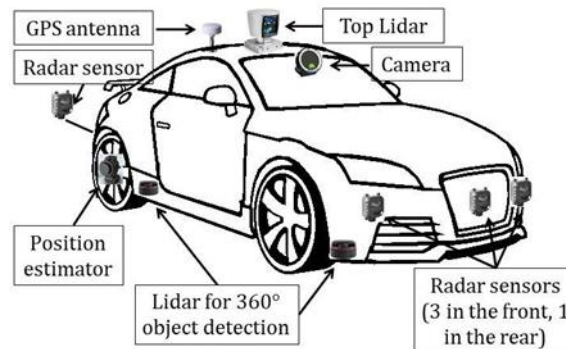 GPS antenna
Top Lidar
Radar sensor
Camera
Position
estimator
Lidar for 360°
object detection
Radar sensors
(3 in the front, 1
in the rear)